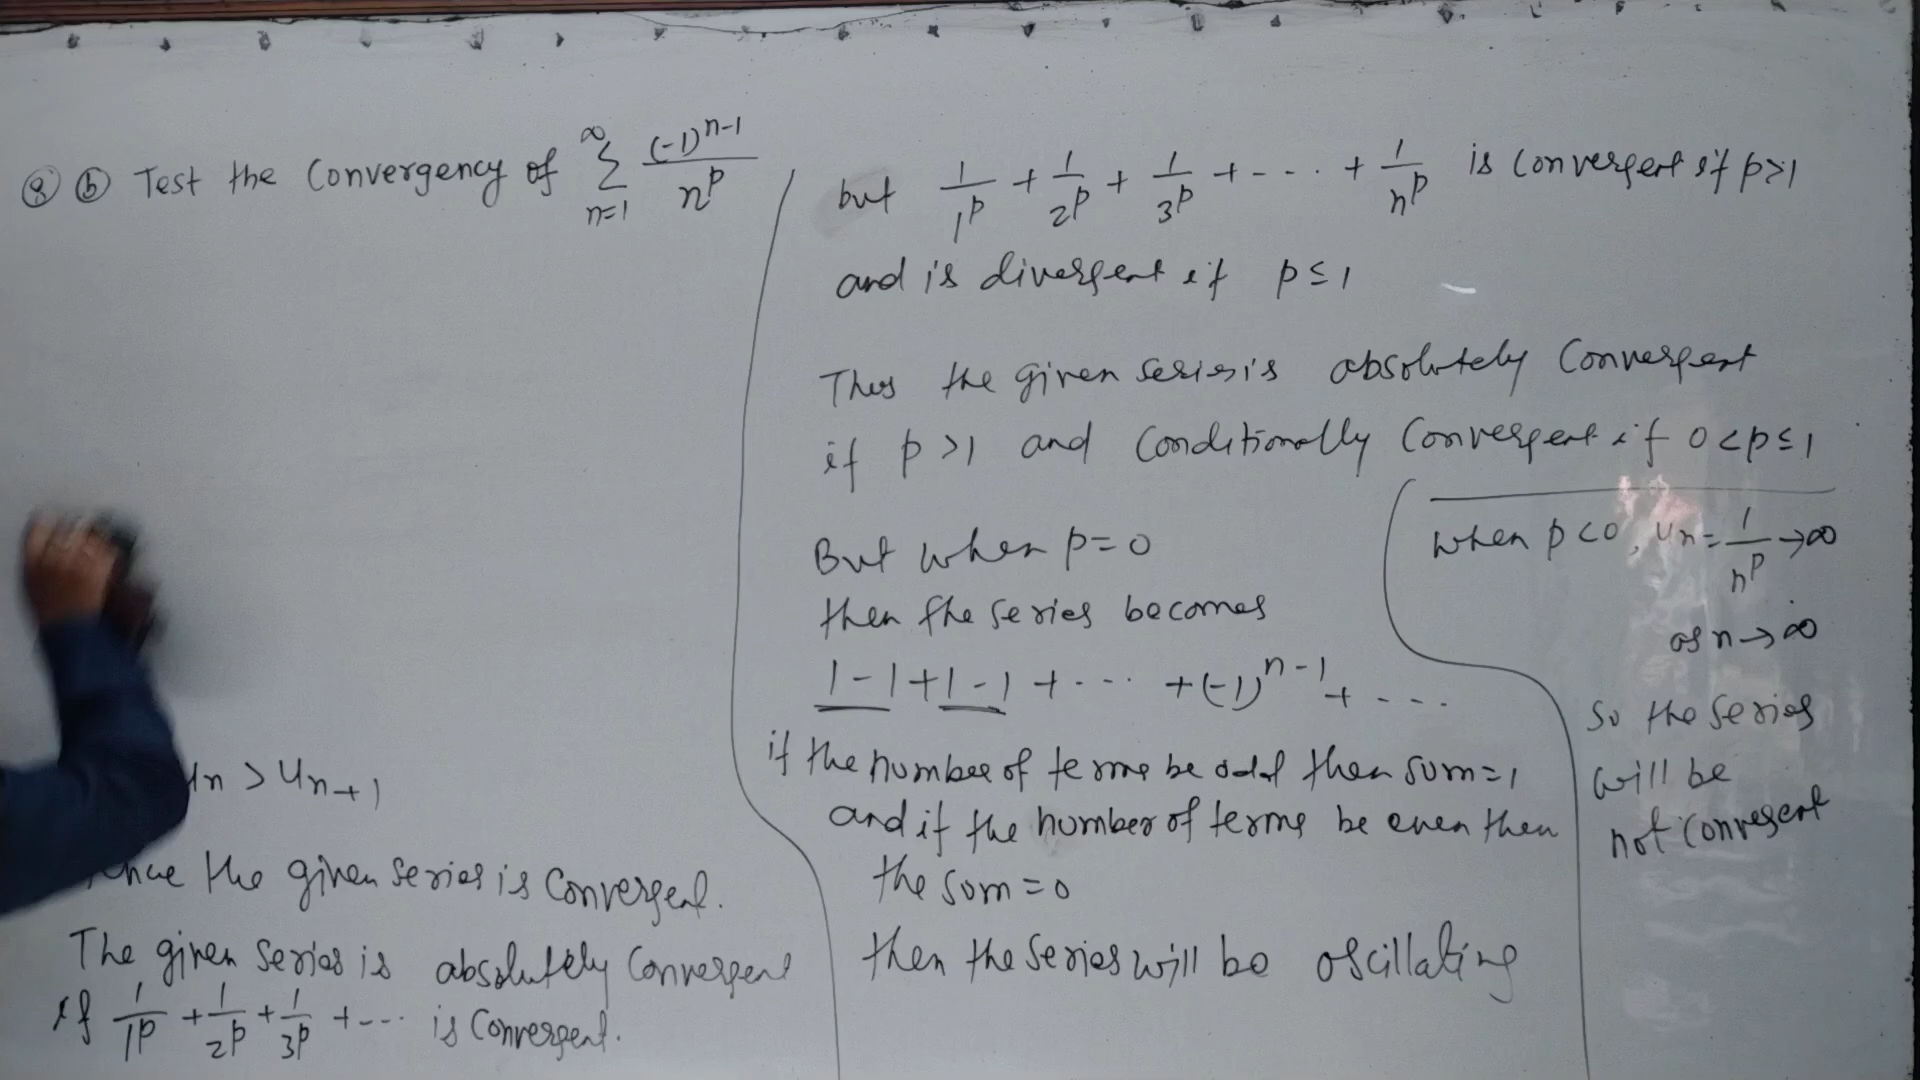 ⑧ ⓑ Test the Convergency of ∞ Σ n=1 (-1)^{n-1} / n^p
Un > Un+1
the given series is Convergent.
The given series is absolutely Convergent
if 1/1^p + 1/2^p + 1/3^p + --- is Convergent.
but 1/1^p + 1/2^p + 1/3^p + --- . + 1/n^p is convergent if p>1
and is divergent if p ≤ 1
Thus the given series is absolutely Convergent
if p >1 and Conditionally Convergent if 0<p≤1
But when p=0
then the series becomes
1-1+1-1+ --- +(-1)^{n-1} + ---
if the number of terms be odd then sum=1
and if the number of terms be even then
the sum=0
then the series will be oscillating
when p<0, Un = 1/n^p → ∞
as n→∞
So the series
will be
not convergent